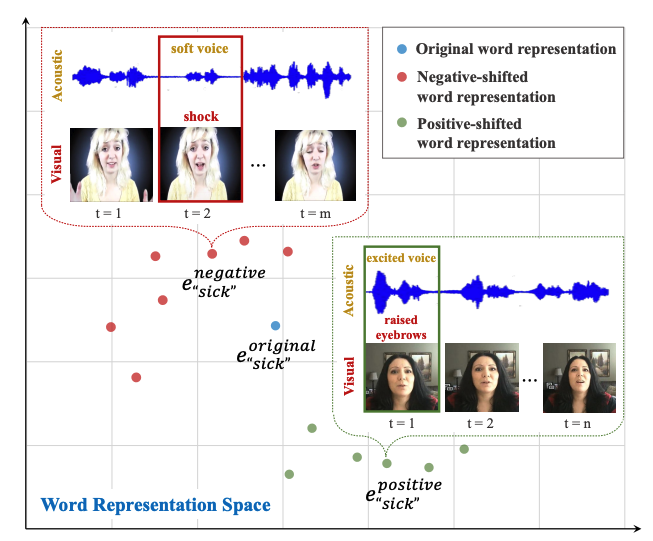 soft voice
Acoustic
shock
Visual
...
t = 1
t = 2
t = m
Original word representation
Negative-shifted
word representation
Positive-shifted
word representation
e^{negative}_{“sick”}
e^{original}_{“sick”}
excited voice
Acoustic
raised
eyebrows
Visual
...
t = 1
t = 2
t = n
e^{positive}_{“sick”}
Word Representation Space